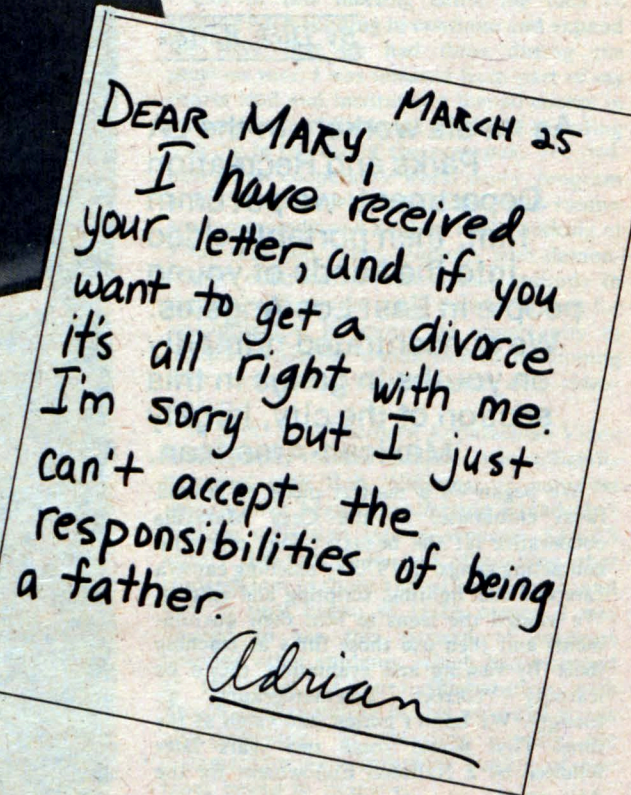 MARCH 25
DEAR MARY,
I have received
your letter, and if you
want to get a divorce
it's all right with me.
I'm sorry but I just
can't accept the
responsibilities of being
a father.
Adrian